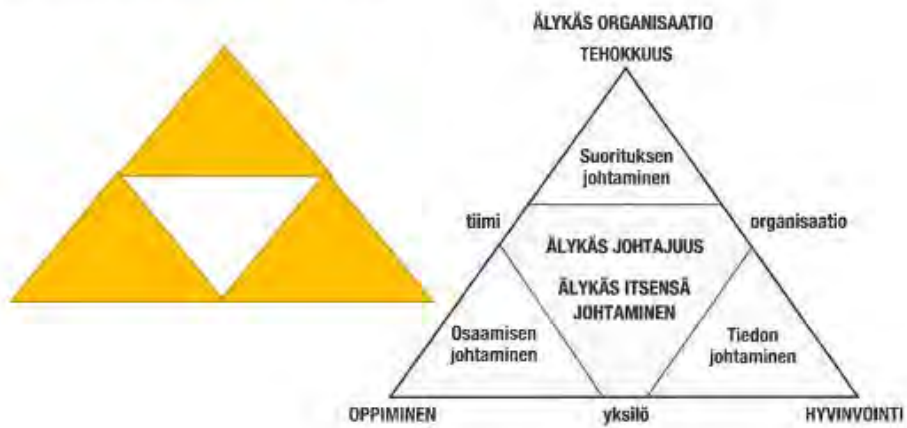 ÄLYKÄS ORGANISAATIO
TEHOKKUUS
Suorituksen
johtaminen
tiimi
organisaatio
ÄLYKÄS JOHTAJUUS
ÄLYKÄS ITSENSÄ
JOHTAMINEN
Osaamisen
johtaminen
Tiedon
johtaminen
OPPIMINEN
yksilö
HYVINVOINTI